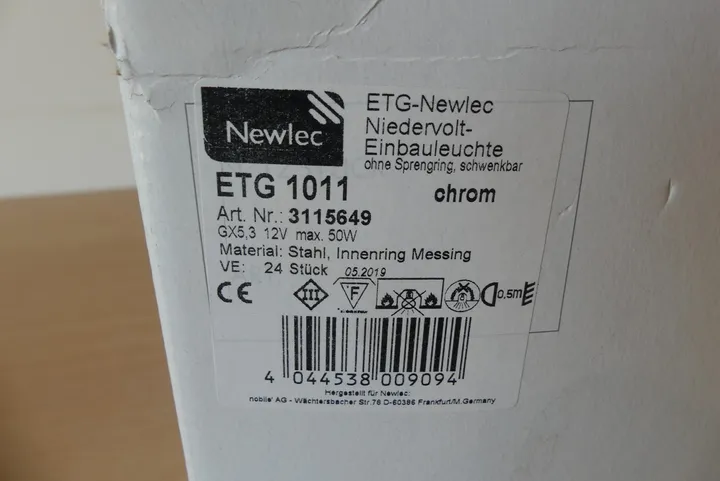 Newlec
ETG-Newlec
Niedervolt-
Einbauleuchte
ohne Sprengring, schwenkbar
ETG 1011 chrom
Art. Nr.: 3115649
GX5,3 12V max. 50W
Material: Stahl, Innenring Messing
VE: 24 Stück 05.2019
CE III F 0,5m
4 044538 009094
Hergestellt für Newlec:
nobile' AG - Wächtersbacher Str.78 D-60386 Frankfurt/M.Germany